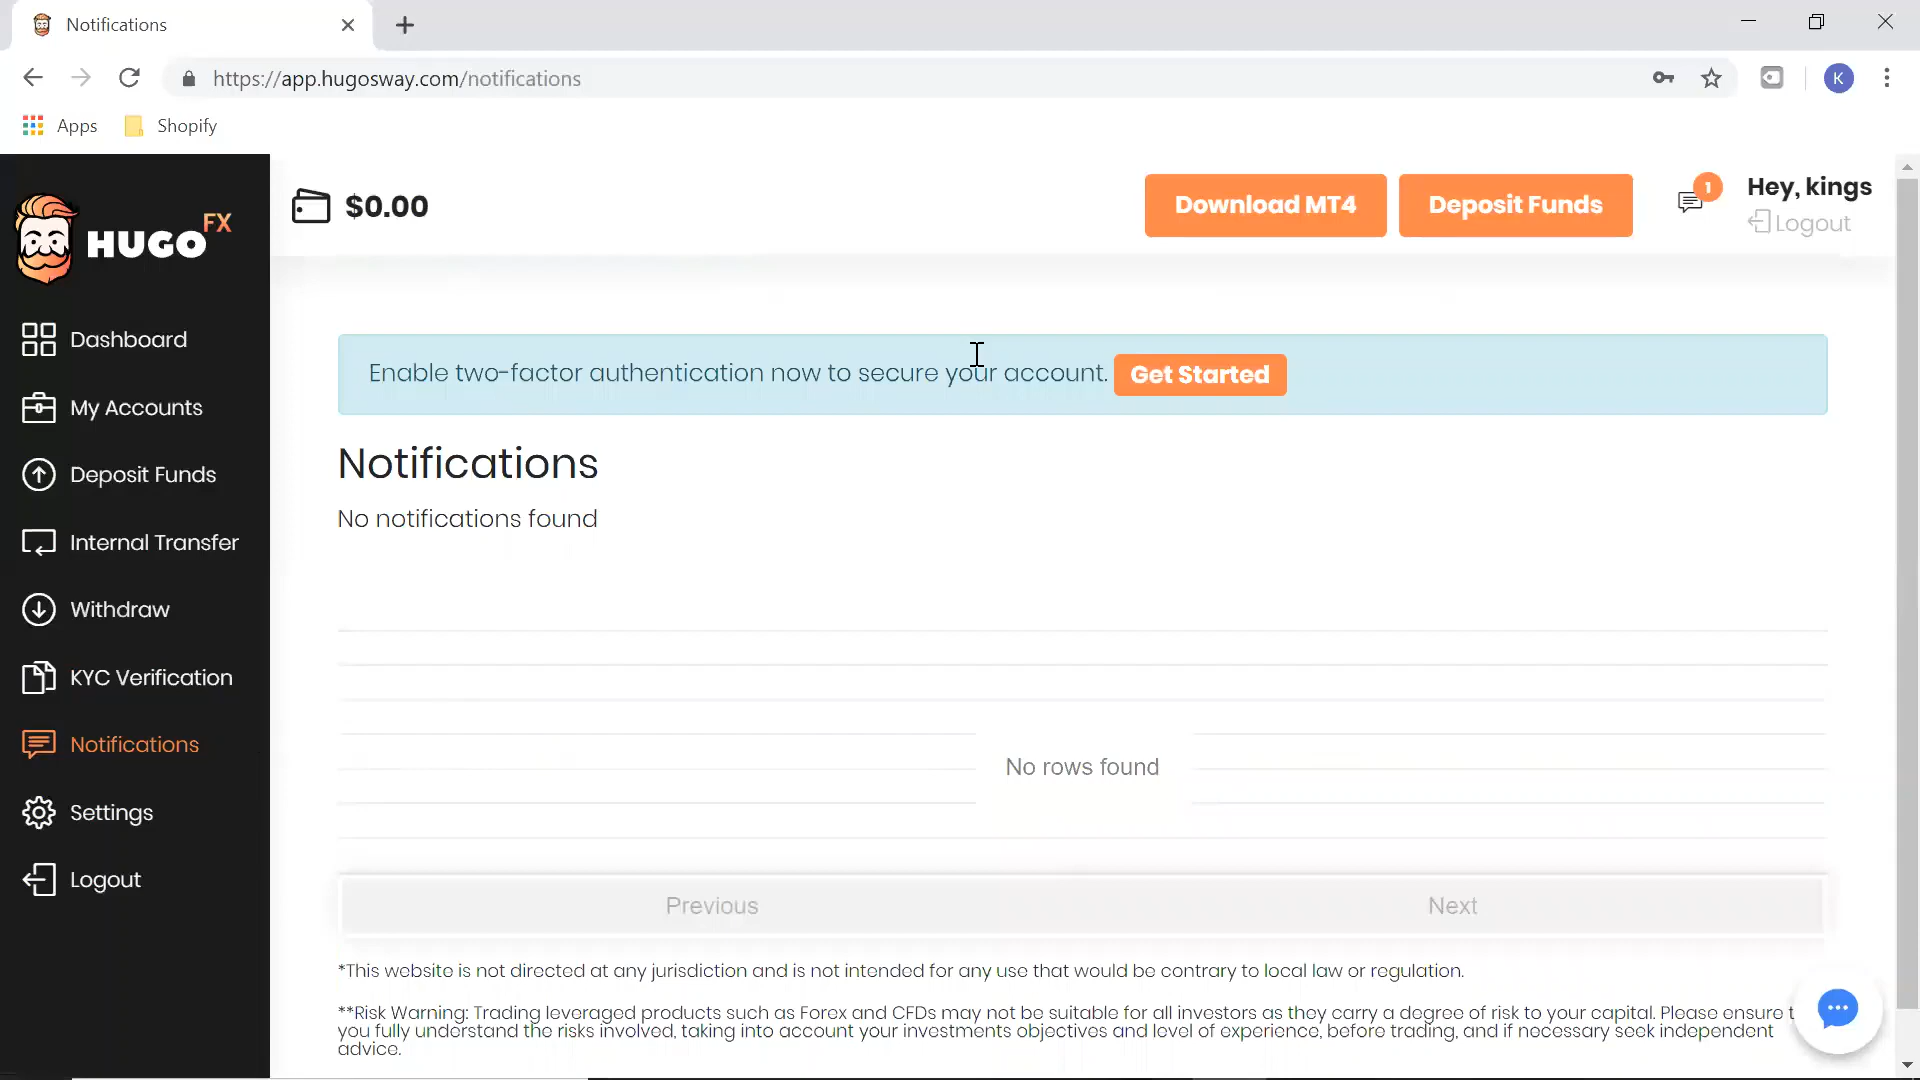 Notifications
https://app.hugosway.com/notifications
K
Apps
Shopify
HUGO FX
$0.00
Download MT4
Deposit Funds
1
Hey, kings
Logout
Dashboard
My Accounts
Deposit Funds
Internal Transfer
Withdraw
KYC Verification
Notifications
Settings
Logout
Enable two-factor authentication now to secure your account. Get Started
Notifications
No notifications found
No rows found
Previous
Next
*This website is not directed at any jurisdiction and is not intended for any use that would be contrary to local law or regulation.
**Risk Warning: Trading leveraged products such as Forex and CFDs may not be suitable for all investors as they carry a degree of risk to your capital. Please ensure
you fully understand the risks involved, taking into account your investments objectives and level of experience, before trading, and if necessary seek independent
advice.